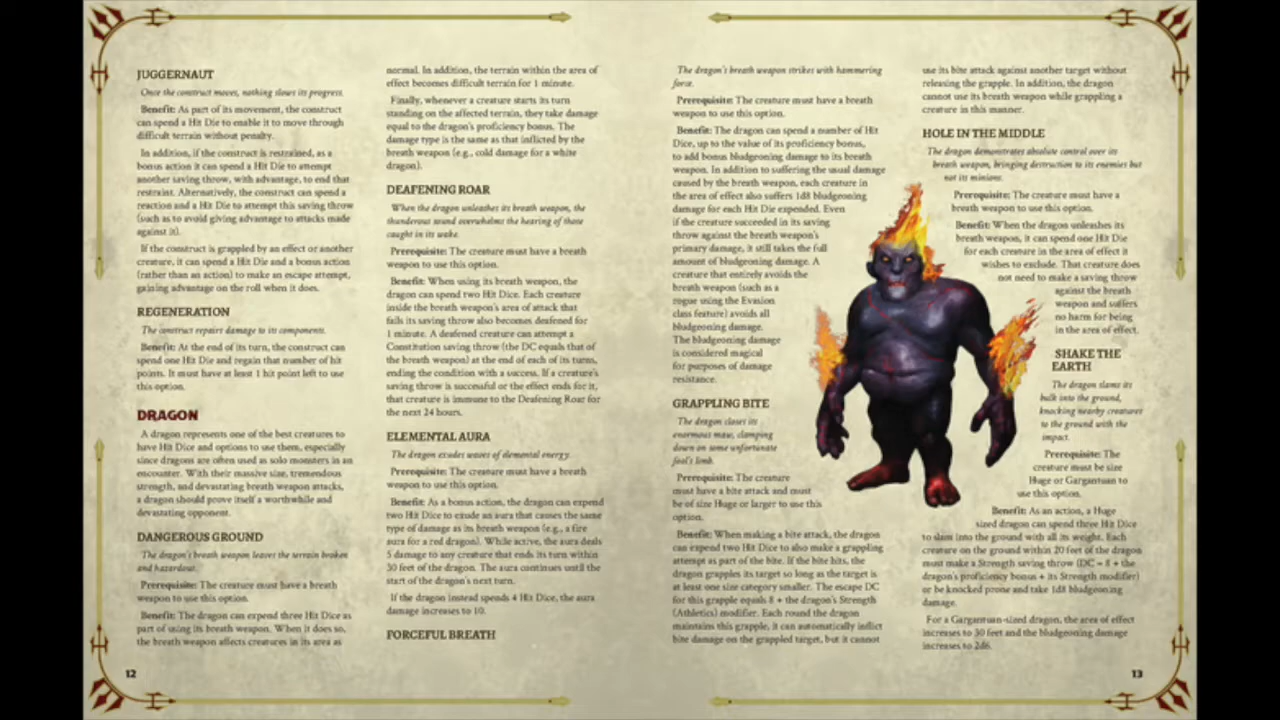 JUGGERNAUT
Once the construct moves, nothing slows its progress.
Benefit: As part of its movement, the construct
can spend a Hit Die to enable it to move through
difficult terrain without penalty.
In addition, if the construct is restrained, as a
bonus action it can spend a Hit Die to attempt
another saving throw, with advantage, to end that
restraint. Alternatively, the construct can spend a
reaction and a Hit Die to attempt this saving throw
(such as to avoid giving advantage to attacks made
against it).
If the construct is grappled by an effect or another
creature, it can spend a Hit Die and a bonus action
(rather than an action) to make an escape attempt,
gaining advantage on the roll when it does.
REGENERATION
The construct repairs damage to its components.
Benefit: At the end of its turn, the construct can
spend one Hit Die and regain that number of hit
points. It must have at least 1 hit point left to use
this option.
DRAGON
A dragon represents one of the best creatures to
have Hit Dice and options to use them, especially
since dragons are often used as solo monsters in an
encounter. With their massive size, tremendous
strength, and devastating breath weapon attacks,
a dragon should prove itself a worthwhile and
devastating opponent.
DANGEROUS GROUND
The dragon's breath weapon leaves the terrain broken
and hazardous.
Prerequisite: The creature must have a breath
weapon to use this option.
Benefit: The dragon can expend three Hit Dice as
part of using its breath weapon. When it does so,
the breath weapon affects creatures in its area as
12
normal. In addition, the terrain within the area of
effect becomes difficult terrain for 1 minute.
Finally, whenever a creature starts its turn
standing on the affected terrain, they take damage
equal to the dragon's proficiency bonus. The
damage type is the same as that inflicted by the
breath weapon (e.g., cold damage for a white
dragon).
DEAFENING ROAR
When the dragon unleashes its breath weapon, the
thunderous sound overwhelms the hearing of those
caught in its wake.
Prerequisite: The creature must have a breath
weapon to use this option.
Benefit: When using its breath weapon, the
dragon can spend two Hit Dice. Each creature
inside the breath weapon's area of attack that
fails its saving throw also becomes deafened for
1 minute. A deafened creature can attempt a
Constitution saving throw (the DC equals that of
the breath weapon) at the end of each of its turns,
ending the condition with a success. If a creature's
saving throw is successful or the effect ends for it,
that creature is immune to the Deafening Roar for
the next 24 hours.
ELEMENTAL AURA
The dragon exudes waves of elemental energy.
Prerequisite: The creature must have a breath
weapon to use this option.
Benefit: As a bonus action, the dragon can expend
two Hit Dice to exude an aura that causes the same
type of damage as its breath weapon (e.g., a fire
aura for a red dragon). While active, the aura deals
5 damage to any creature that ends its turn within
30 feet of the dragon. The aura continues until the
start of the dragon's next turn.
If the dragon instead spends 4 Hit Dice, the aura
damage increases to 10.
FORCEFUL BREATH
The dragon's breath weapon strikes with hammering
force.
Prerequisite: The creature must have a breath
weapon to use this option.
Benefit: The dragon can spend a number of Hit
Dice, up to the value of its proficiency bonus,
to add bonus bludgeoning damage to its breath
weapon. In addition to suffering the usual damage
caused by the breath weapon, each creature in
the area of effect also suffers 1d8 bludgeoning
damage for each Hit Die expended. Even
if the creature succeeded in its saving
throw against the breath weapon's
primary damage, it still takes the full
amount of bludgeoning damage. A
creature that entirely avoids the
breath weapon (such as a
rogue using the Evasion
class feature) avoids all
bludgeoning damage.
The bludgeoning damage
is considered magical
for purposes of damage
resistance.
GRAPPLING BITE
The dragon closes its
enormous maw, clamping
down on some unfortunate
fool's limb.
Prerequisite: The creature
must have a bite attack and must
be of size Huge or larger to use this
option.
Benefit: When making a bite attack, the dragon
can expend two Hit Dice to also make a grappling
attempt as part of the bite. If the bite hits, the
dragon grapples its target so long as the target is
at least one size category smaller. The escape DC
for this grapple equals 8 + the dragon's Strength
(Athletics) modifier. Each round the dragon
maintains this grapple, it can automatically inflict
bite damage on the grappled target, but it cannot
use its bite attack against another target without
releasing the grapple. In addition, the dragon
cannot use its breath weapon while grappling a
creature in this manner.
HOLE IN THE MIDDLE
The dragon demonstrates absolute control over its
breath weapon, bringing destruction to its enemies but
not its minions.
Prerequisite: The creature must have a
breath weapon to use this option.
Benefit: When the dragon unleashes its
breath weapon, it can spend one Hit Die
for each creature in the area of effect it
wishes to exclude. That creature does
not need to make a saving throw
against the breath
weapon and suffers
no harm for being
in the area of effect.
SHAKE THE
EARTH
The dragon slams its
bulk into the ground,
knocking nearby creatures
to the ground with the
impact.
Prerequisite: The
creature must be size
Huge or Gargantuan to
use this option.
Benefit: As an action, a Huge
sized dragon can spend three Hit Dice
to slam into the ground with all its weight. Each
creature on the ground within 20 feet of the dragon
must make a Strength saving throw (DC = 8 + the
dragon's proficiency bonus + its Strength modifier)
or be knocked prone and take 1d8 bludgeoning
damage.
For a Gargantuan-sized dragon, the area of effect
increases to 30 feet and the bludgeoning damage
increases to 2d6.
13